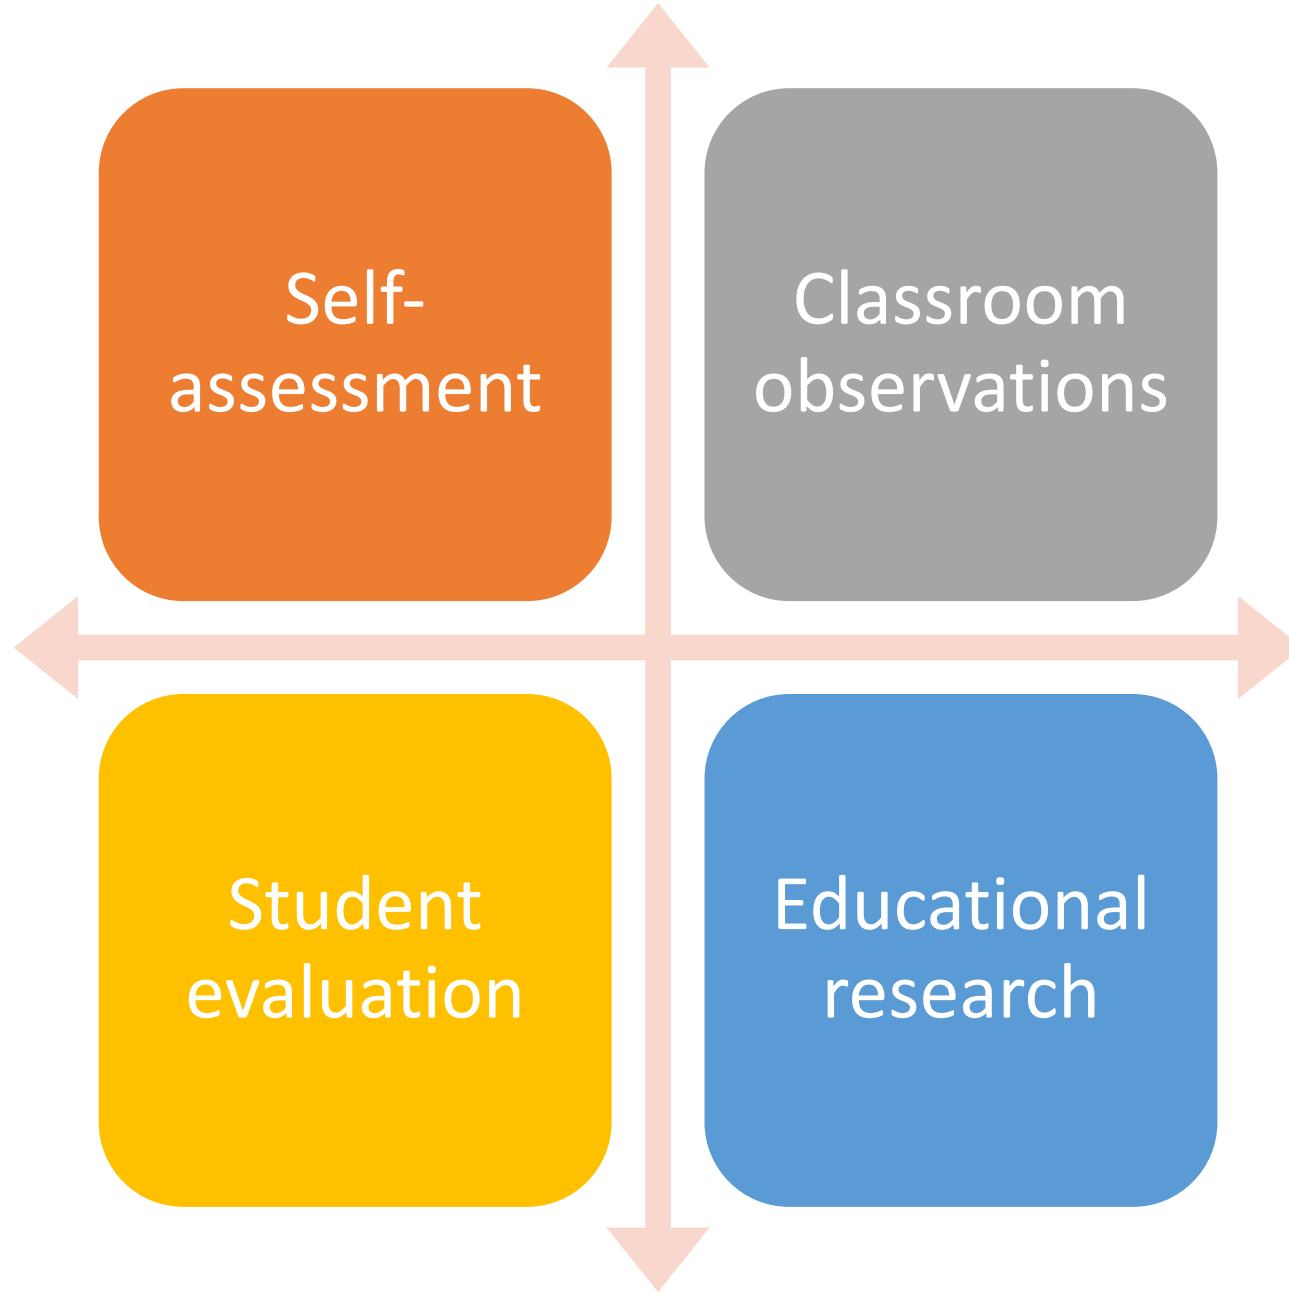 Self-
assessment
Classroom
observations
Student
evaluation
Educational
research